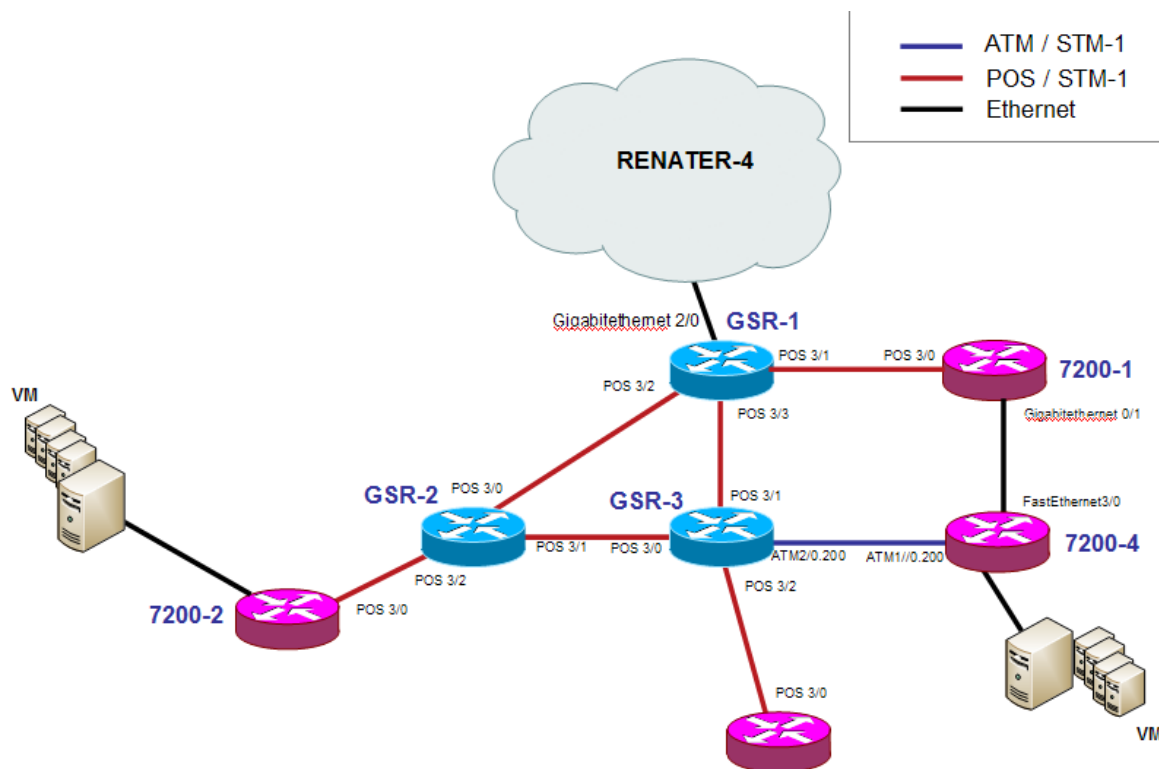 ATM / STM-1
POS / STM-1
Ethernet
RENATER-4
Gigabitethernet 2/0
GSR-1
POS 3/1
POS 3/0
7200-1
POS 3/2
POS 3/3
Gigabitethernet 0/1
VM
GSR-2
POS 3/0
GSR-3
POS 3/1
FastEthernet3/0
POS 3/1
POS 3/0
ATM2/0.200
ATM1//0.200
7200-4
POS 3/2
POS 3/2
7200-2
POS 3/0
POS 3/0
VM